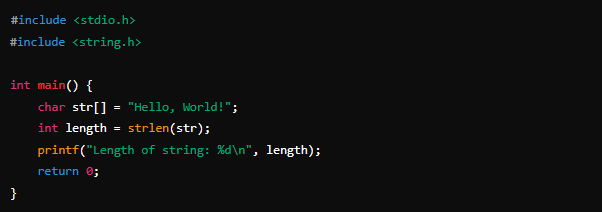 #include <stdio.h>
#include <string.h>
int main() {
    char str[] = "Hello, World!";
    int length = strlen(str);
    printf("Length of string: %d\n", length);
    return 0;
}